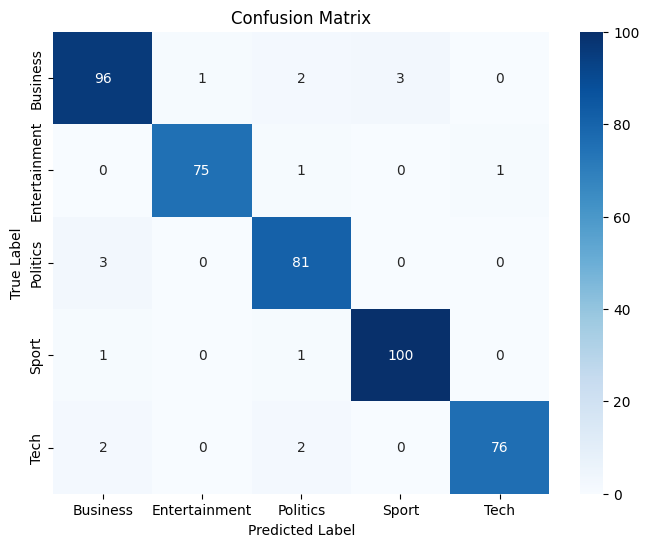 Confusion Matrix
True Label
Business 96 1 2 3 0
Entertainment 0 75 1 0 1
Politics 3 0 81 0 0
Sport 1 0 1 100 0
Tech 2 0 2 0 76
Business Entertainment Politics Sport Tech
Predicted Label
100
80
60
40
20
0